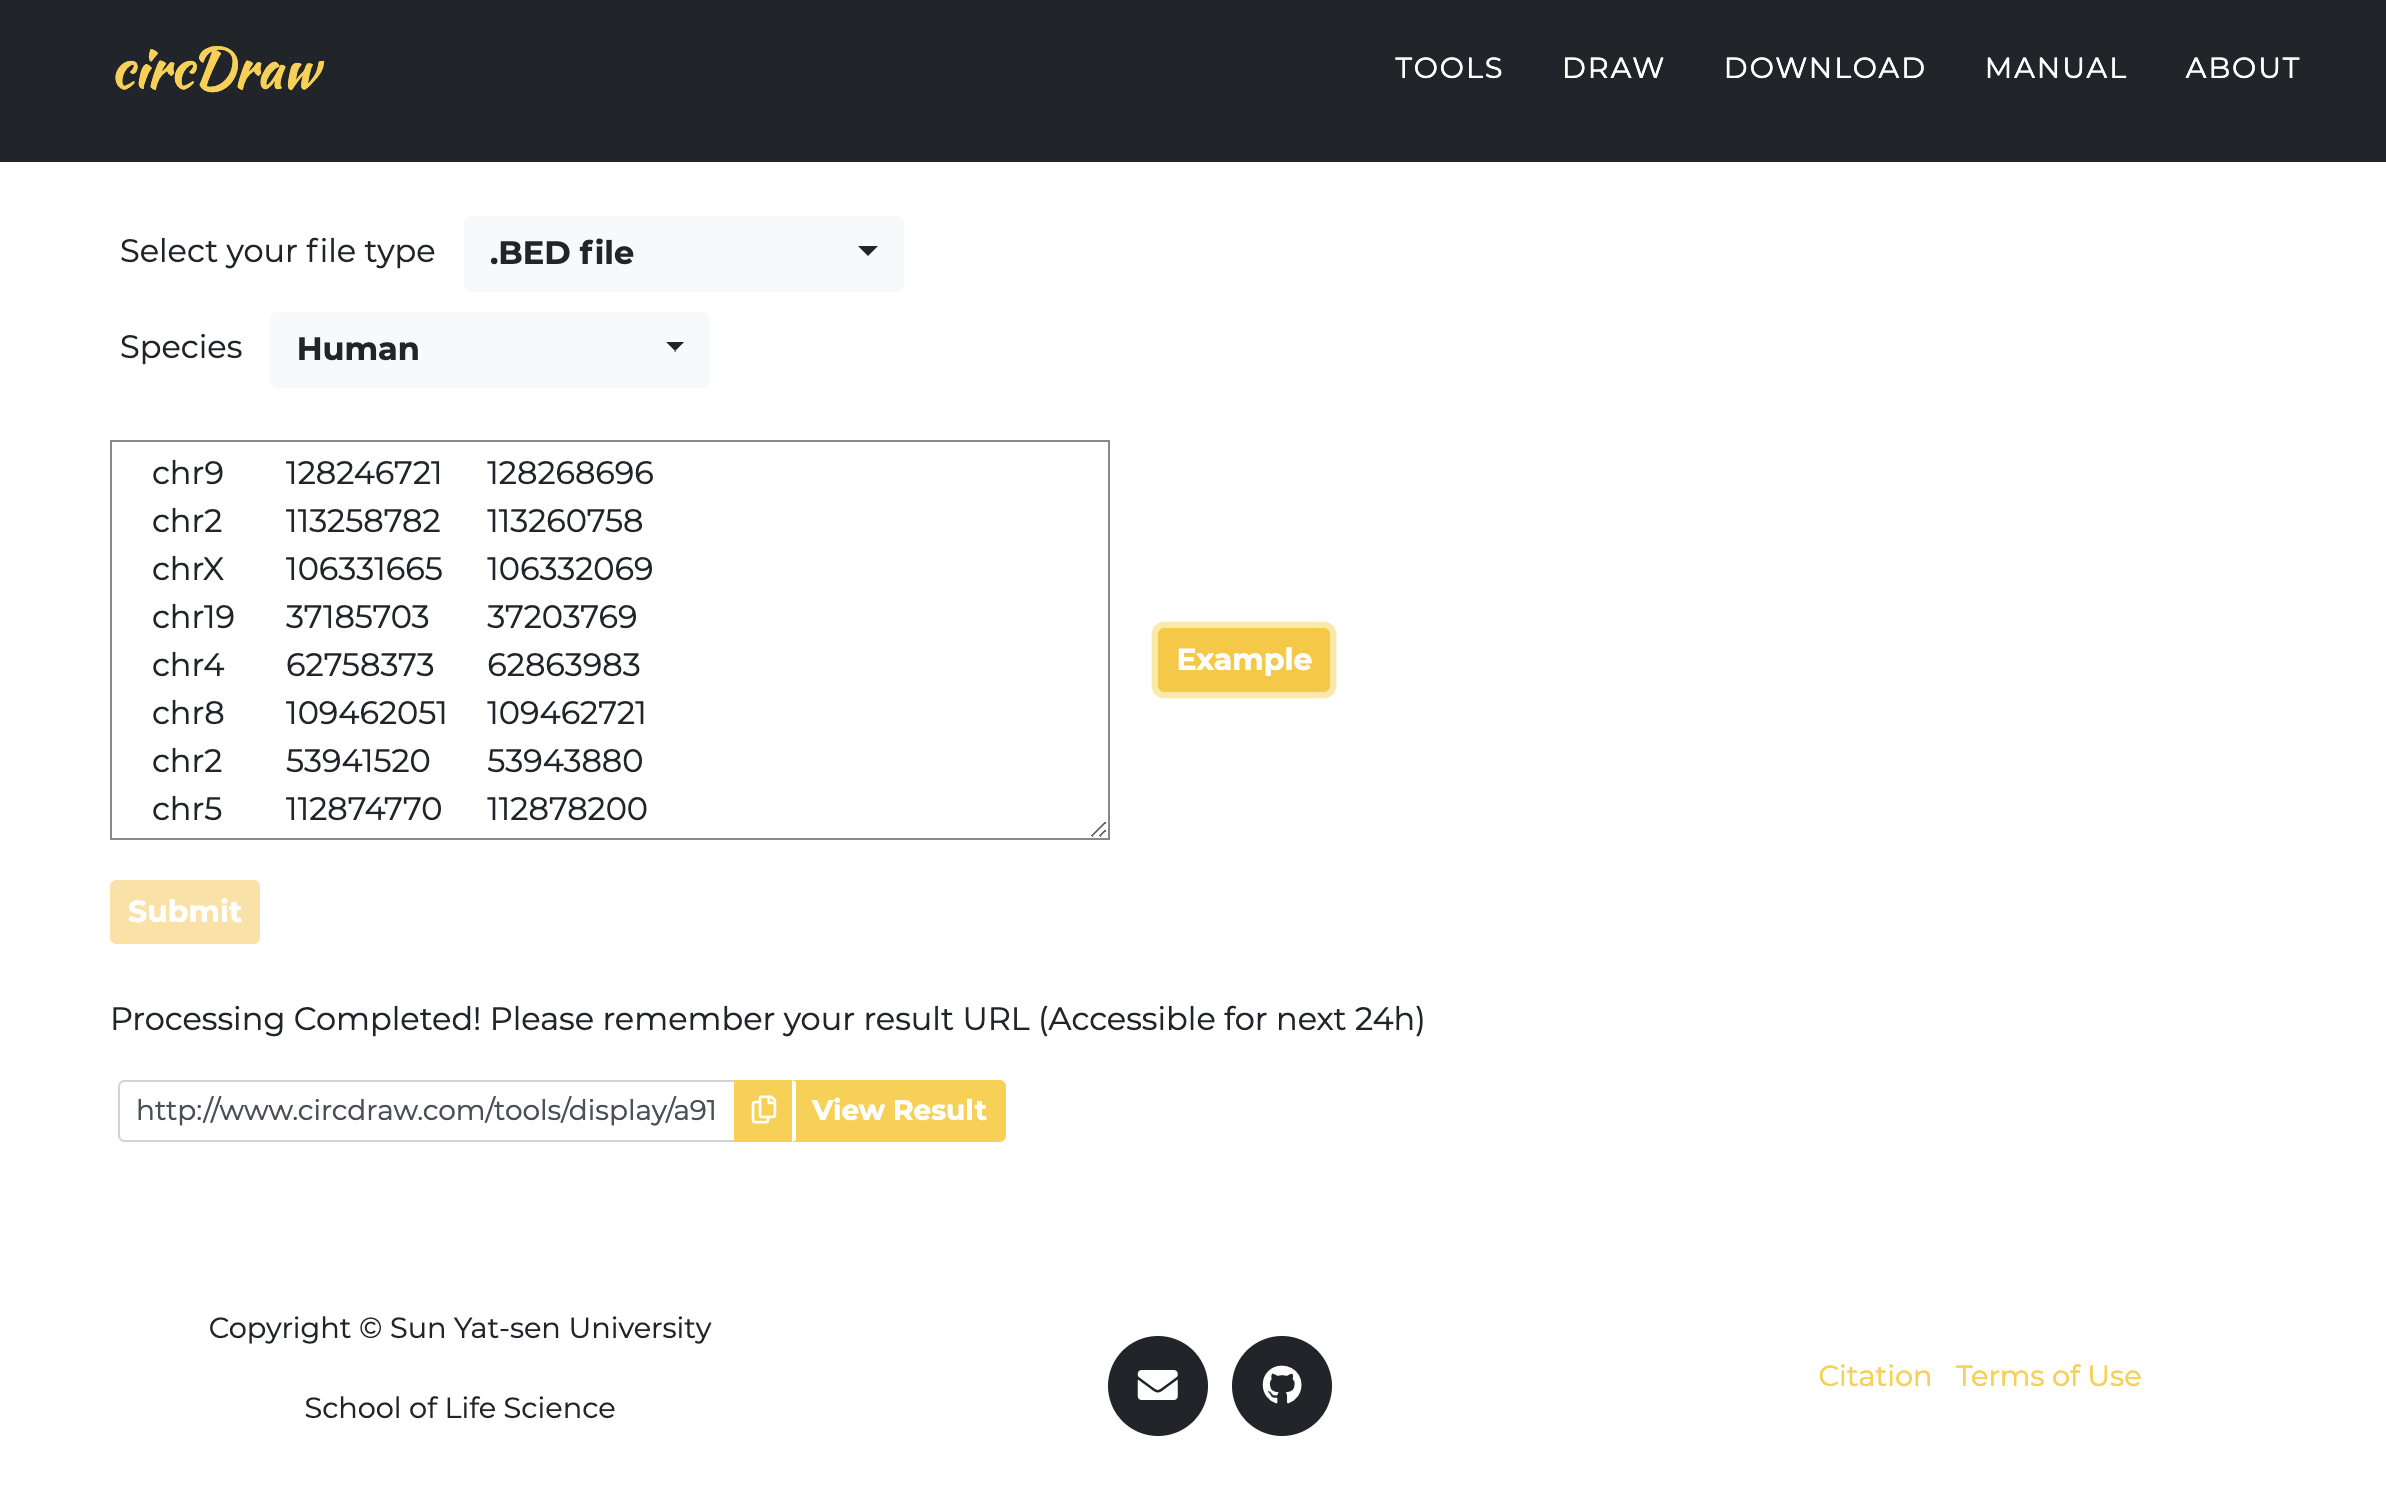 circDraw
TOOLS DRAW DOWNLOAD MANUAL ABOUT
Select your file type .BED file
Species Human
chr9 128246721 128268696
chr2 113258782 113260758
chrX 106331665 106332069
chr19 37185703 37203769
chr4 62758373 62863983
chr8 109462051 109462721
chr2 53941520 53943880
chr5 112874770 112878200
Example
Submit
Processing Completed! Please remember your result URL (Accessible for next 24h)
http://www.circdraw.com/tools/display/a91 View Result
Copyright © Sun Yat-sen University
School of Life Science
Citation Terms of Use